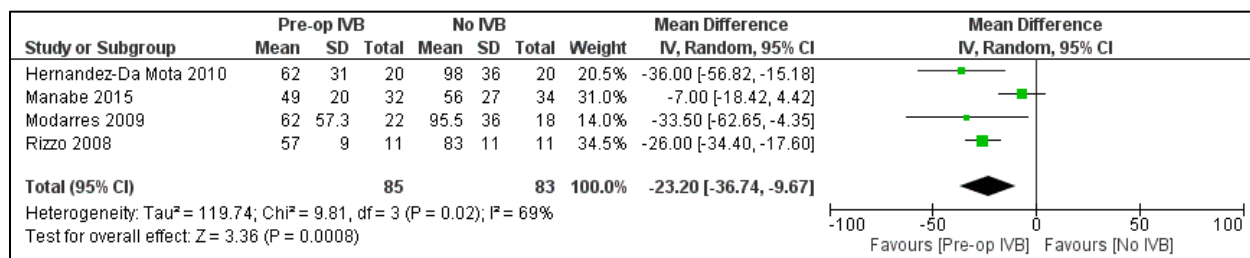 Pre-op IVB No IVB Mean Difference Mean Difference
Study or Subgroup Mean SD Total Mean SD Total Weight IV, Random, 95% CI IV, Random, 95% CI
Hernandez-Da Mota 2010 62 31 20 98 36 20 20.5% -36.00 [-56.82, -15.18]
Manabe 2015 49 20 32 56 27 34 31.0% -7.00 [-18.42, 4.42]
Modarres 2009 62 57.3 22 95.5 36 18 14.0% -33.50 [-62.65, -4.35]
Rizzo 2008 57 9 11 83 11 11 34.5% -26.00 [-34.40, -17.60]
Total (95% CI) 85 83 100.0% -23.20 [-36.74, -9.67]
Heterogeneity: Tau² = 119.74; Chi² = 9.81, df = 3 (P = 0.02); I² = 69%
Test for overall effect: Z = 3.36 (P = 0.0008)
-100 -50 0 50 100
Favours [Pre-op IVB] Favours [No IVB]